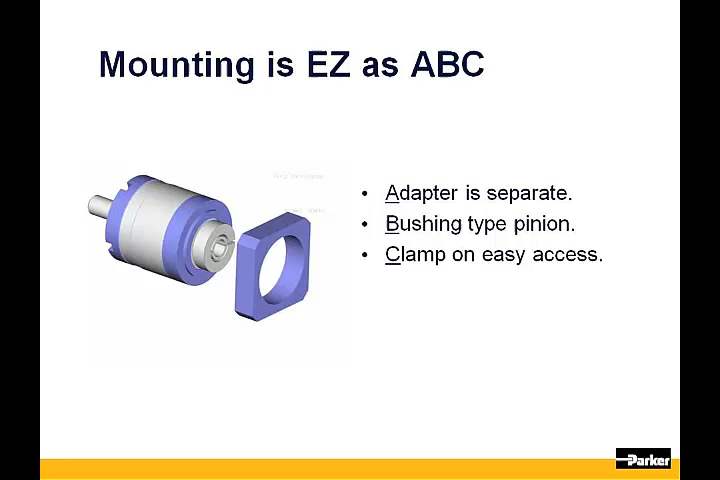 Mounting is EZ as ABC
• Adapter is separate.
• Bushing type pinion.
• Clamp on easy access.
Parker